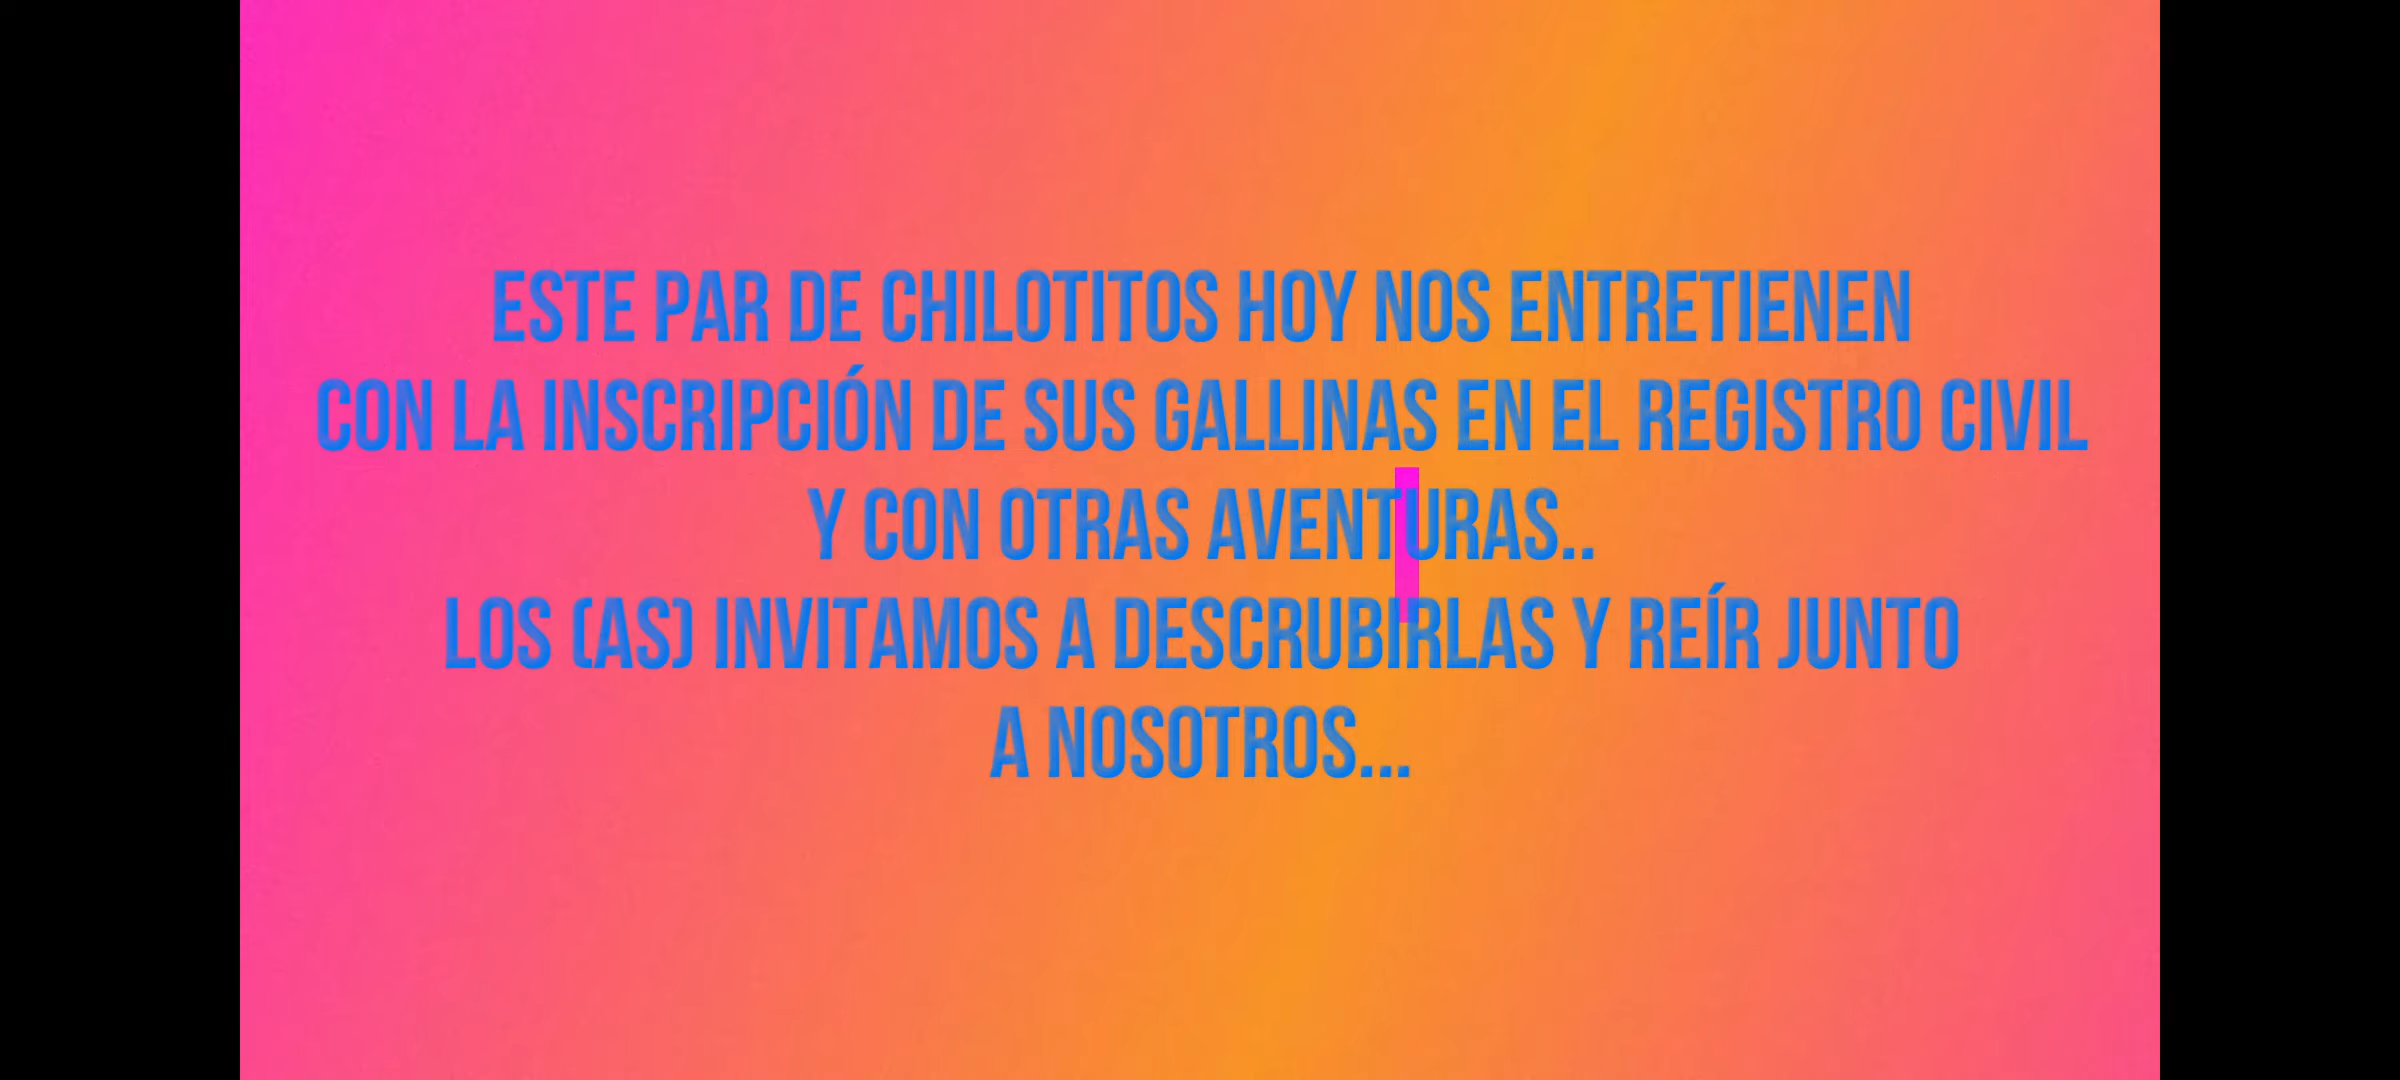 ESTE PAR DE CHILOTITOS HOY NOS ENTRETIENEN
CON LA INSCRIPCIÓN DE SUS GALLINAS EN EL REGISTRO CIVIL
Y CON OTRAS AVENTURAS..
LOS (AS) INVITAMOS A DESCRUBIRLAS Y REÍR JUNTO
A NOSOTROS...